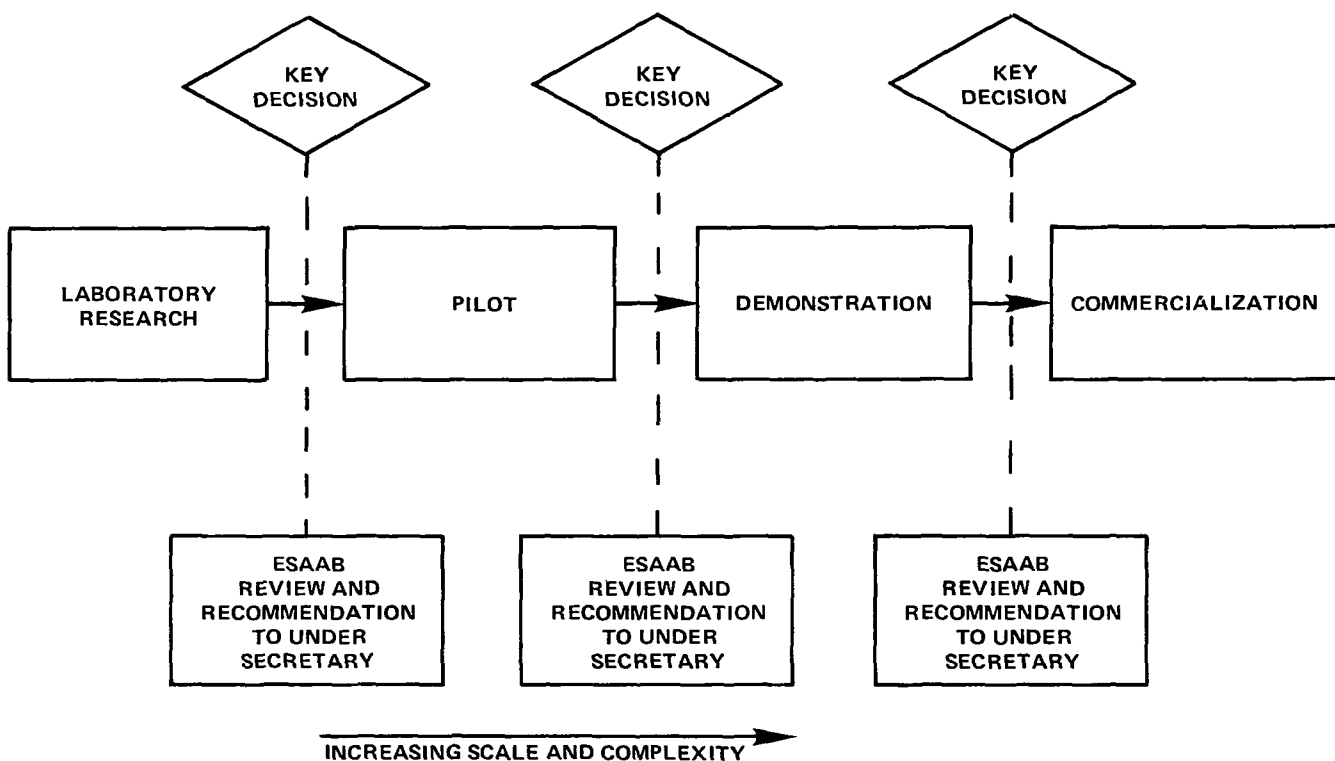 KEY
DECISION
KEY
DECISION
KEY
DECISION
LABORATORY
RESEARCH
PILOT
DEMONSTRATION
COMMERCIALIZATION
ESAAB
REVIEW AND
RECOMMENDATION
TO UNDER
SECRETARY
ESAAB
REVIEW AND
RECOMMENDATION
TO UNDER
SECRETARY
ESAAB
REVIEW AND
RECOMMENDATION
TO UNDER
SECRETARY
INCREASING SCALE AND COMPLEXITY